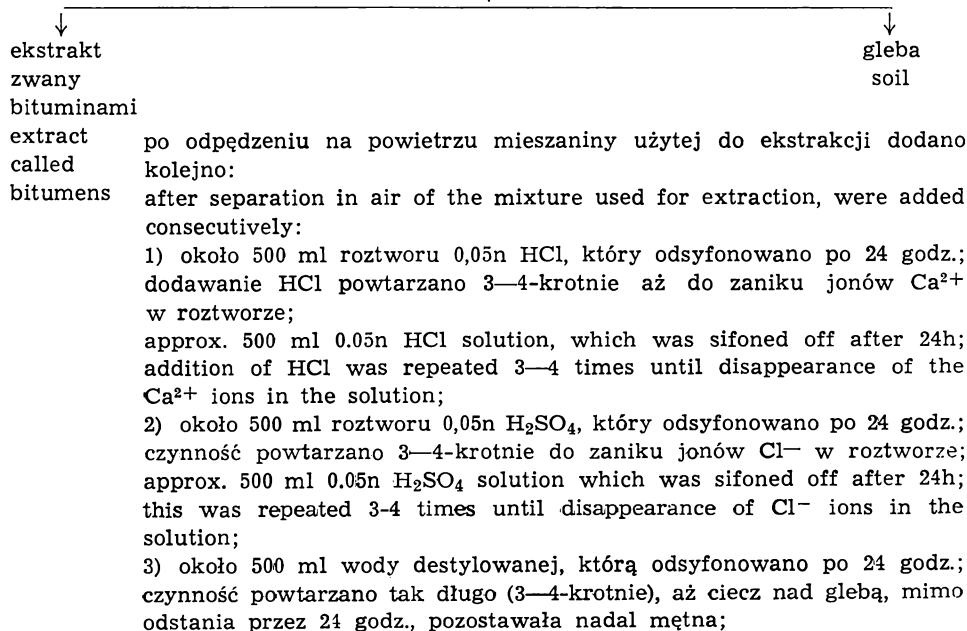 ekstrakt
zwany
bituminami
extract
called
bitumens
gleba
soil
po odpędzeniu na powietrzu mieszaniny użytej do ekstrakcji dodano
kolejno:
after separation in air of the mixture used for extraction, were added
consecutively:
1) około 500 ml roztworu 0,05n HCl, który odsyfonowano po 24 godz.;
dodawanie HCl powtarzano 3—4-krotnie aż do zaniku jonów Ca²⁺
w roztworze;
approx. 500 ml 0.05n HCl solution, which was sifoned off after 24h;
addition of HCl was repeated 3—4 times until disappearance of the
Ca²⁺ ions in the solution;
2) około 500 ml roztworu 0,05n H₂SO₄, który odsyfonowano po 24 godz.;
czynność powtarzano 3—4-krotnie do zaniku jonów Cl⁻ w roztworze;
approx. 500 ml 0.05n H₂SO₄ solution which was sifoned off after 24h;
this was repeated 3-4 times until disappearance of Cl⁻ ions in the
solution;
3) około 500 ml wody destylowanej, którą odsyfonowano po 24 godz.;
czynność powtarzano tak długo (3—4-krotnie), aż ciecz nad glebą, mimo
odstania przez 24 godz., pozostawała nadal mętna;